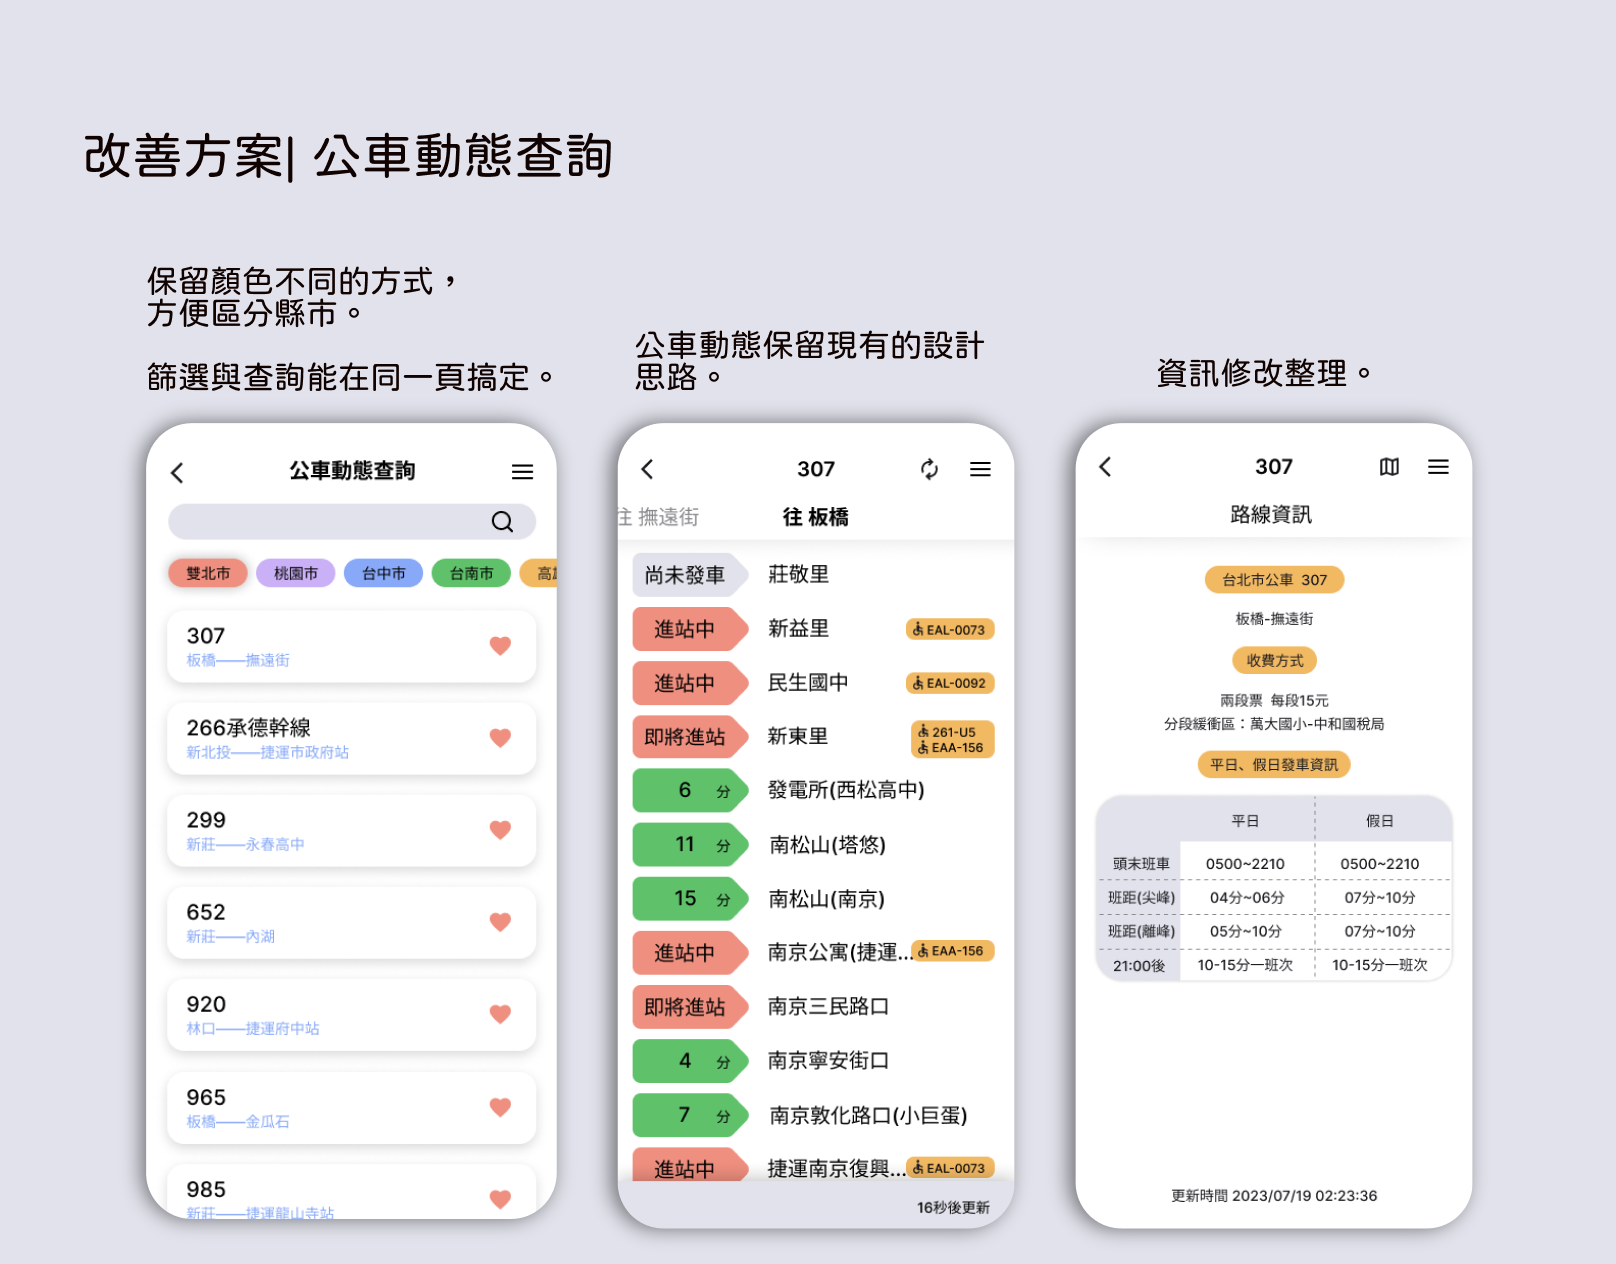 改善方案| 公車動態查詢
保留顏色不同的方式，
方便區分縣市。
篩選與查詢能在同一頁搞定。
公車動態查詢
雙北市
桃園市
台中市
台南市
307
板橋——撫遠街
266承德幹線
新北投——捷運市政府站
299
新莊——永春高中
652
新莊——內湖
920
林口——捷運府中站
965
板橋——金瓜石
985
新莊——捷運龍山寺站
公車動態保留現有的設計
思路。
307
往 撫遠街
往 板橋
尚未發車 莊敬里
進站中 新益里 EAL-0073
進站中 民生國中 EAL-0092
即將進站 新東里 261-U5
EAA-156
6 分 發電所(西松高中)
11 分 南松山(塔悠)
15 分 南松山(南京)
進站中 南京公寓(捷運... EAA-156
即將進站 南京三民路口
4 分 南京寧安街口
7 分 南京敦化路口(小巨蛋)
進站中 捷運南京復興... EAL-0073
16秒後更新
資訊修改整理。
307
路線資訊
台北市公車 307
板橋-撫遠街
收費方式
兩段票 每段15元
分段緩衝區：萬大國小-中和國稅局
平日、假日發車資訊
平日 假日
頭末班車 0500~2210 0500~2210
班距(尖峰) 04分~06分 07分~10分
班距(離峰) 05分~10分 07分~10分
21:00後 10-15分一班次 10-15分一班次
更新時間 2023/07/19 02:23:36